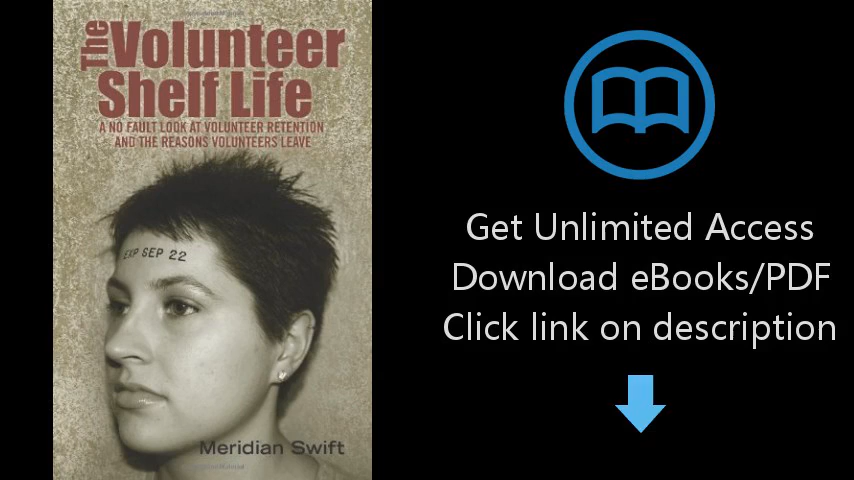 The Volunteer
Shelf Life
A NO FAULT LOOK AT VOLUNTEER RETENTION
AND THE REASONS VOLUNTEERS LEAVE
EXP SEP 22
Meridian Swift
Get Unlimited Access
Download eBooks/PDF
Click link on description